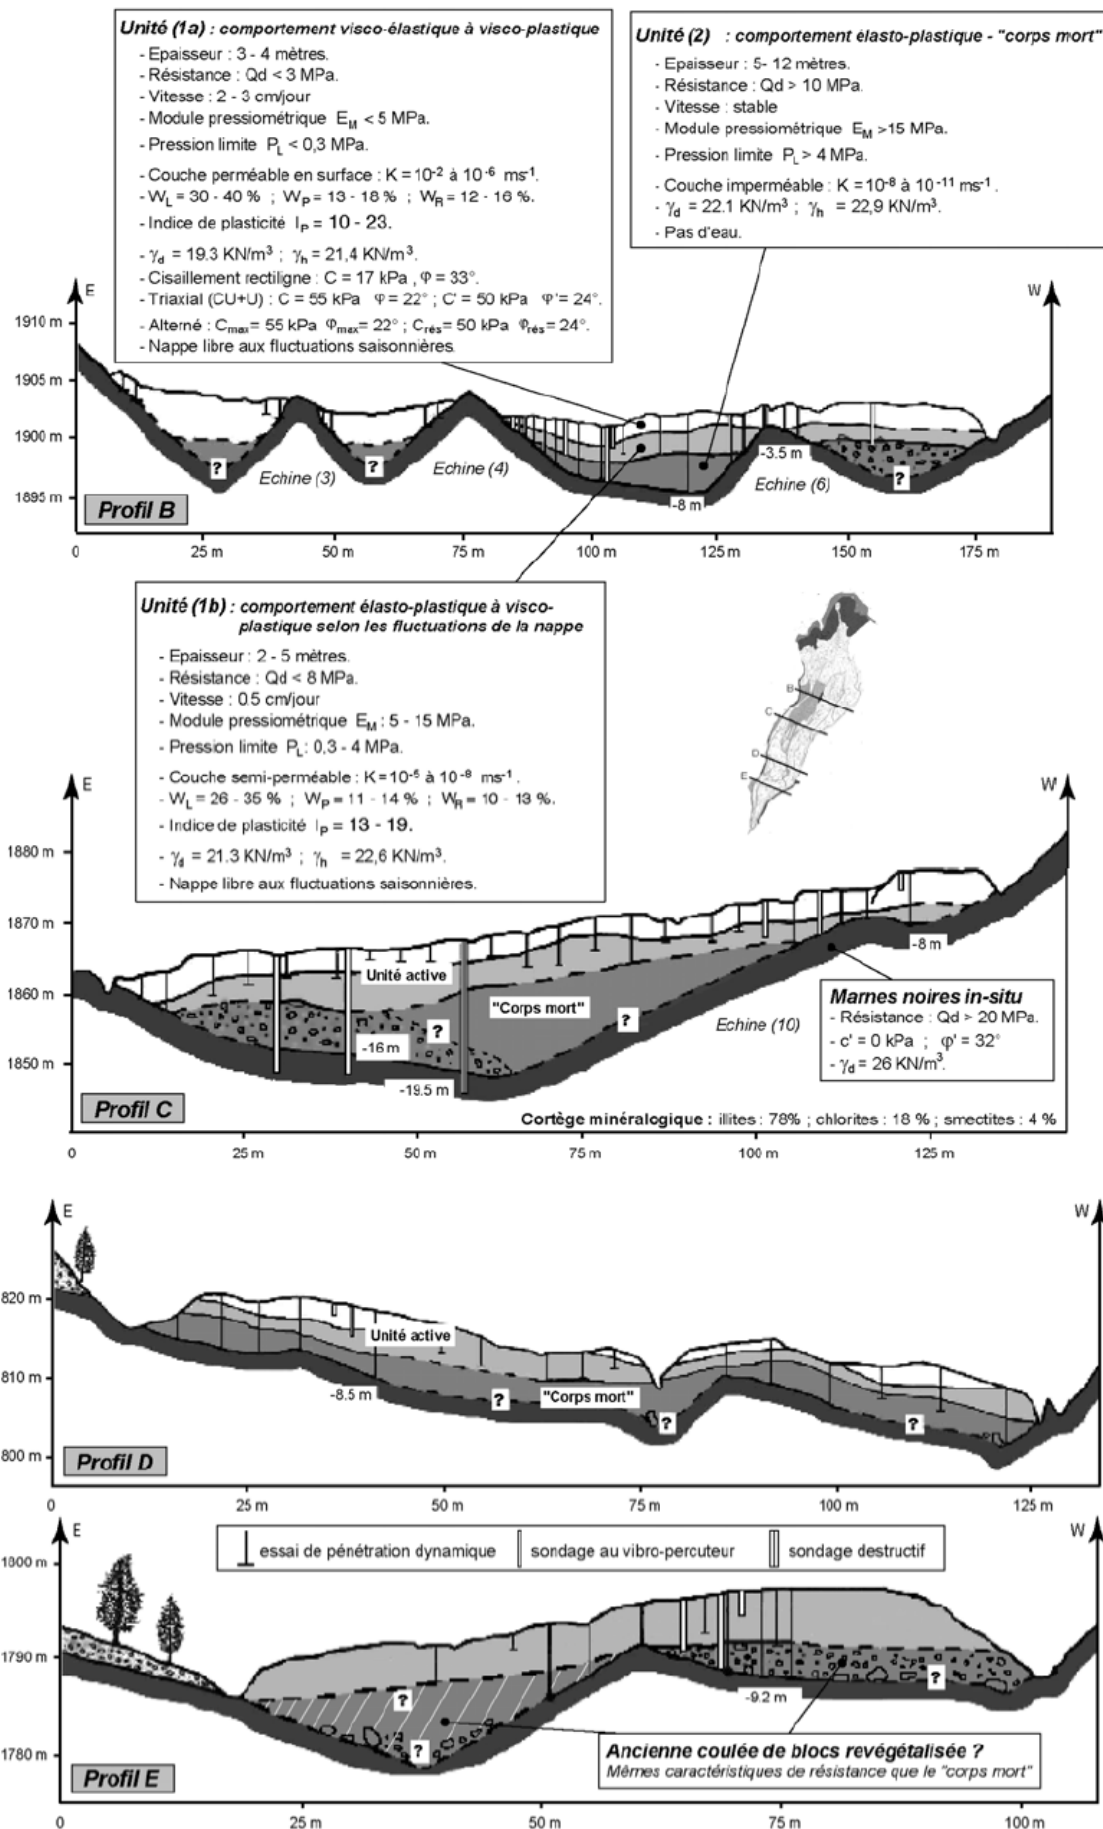 Unité (1a) : comportement visco-élastique à visco-plastique
- Epaisseur : 3 - 4 mètres.
- Résistance : Qd < 3 MPa.
- Vitesse : 2 - 3 cm/jour
- Module pressiométrique E_M < 5 MPa.
- Pression limite P_L < 0,3 MPa.
- Couche perméable en surface : K = 10⁻² à 10⁻⁶ ms⁻¹.
- W_L = 30 - 40 % ; W_P = 13 - 18 % ; W_R = 12 - 16 %.
- Indice de plasticité I_P = 10 - 23.
- γ_d = 19.3 KN/m³ ; γ_h = 21,4 KN/m³.
- Cisaillement rectiligne : C = 17 kPa , φ = 33°.
- Triaxial (CU+U) : C = 55 kPa φ = 22° ; C' = 50 kPa φ' = 24°.
- Alterné : C_max = 55 kPa φ_max = 22° ; C_rés = 50 kPa φ_rés = 24°.
- Nappe libre aux fluctuations saisonnières.
Unité (2) : comportement élasto-plastique - "corps mort"
- Epaisseur : 5- 12 mètres.
- Résistance : Qd > 10 MPa.
- Vitesse : stable
- Module pressiométrique E_M >15 MPa.
- Pression limite P_L > 4 MPa.
- Couche imperméable : K = 10⁻⁸ à 10⁻¹¹ ms⁻¹.
- γ_d = 22.1 KN/m³ ; γ_h = 22,9 KN/m³.
- Pas d'eau.
E
W
1910 m
1905 m
1900 m
1895 m
?
Echine (3)
?
Echine (4)
-8 m
-3.5 m
Echine (6)
?
Profil B
0 25 m 50 m 75 m 100 m 125 m 150 m 175 m
Unité (1b) : comportement élasto-plastique à visco-
plastique selon les fluctuations de la nappe
- Epaisseur : 2 - 5 mètres.
- Résistance : Qd < 8 MPa.
- Vitesse : 0.5 cm/jour
- Module pressiométrique E_M : 5 - 15 MPa.
- Pression limite P_L : 0,3 - 4 MPa.
- Couche semi-perméable : K = 10⁻⁶ à 10⁻⁸ ms⁻¹.
- W_L = 26 - 35 % ; W_P = 11 - 14 % ; W_R = 10 - 13 %.
- Indice de plasticité I_P = 13 - 19.
- γ_d = 21.3 KN/m³ ; γ_h = 22,6 KN/m³.
- Nappe libre aux fluctuations saisonnières.
B
C
D
E
E
W
1880 m
1870 m
1860 m
1850 m
Unité active
"Corps mort"
?
?
-16 m
-19.5 m
-8 m
Echine (10)
Marnes noires in-situ
- Résistance : Qd > 20 MPa.
- c' = 0 kPa ; φ' = 32°
- γ_d = 26 KN/m³.
Profil C
Cortège minéralogique : illites : 78% ; chlorites : 18 % ; smectites : 4 %
0 25 m 50 m 75 m 100 m 125 m
E
W
820 m
810 m
800 m
Unité active
-8.5 m
?
"Corps mort"
?
?
Profil D
0 25 m 50 m 75 m 100 m 125 m
E
W
essai de pénétration dynamique
sondage au vibro-percuteur
sondage destructif
1800 m
1790 m
1780 m
?
?
-9.2 m
?
Ancienne coulée de blocs revégétalisée ?
Mêmes caractéristiques de résistance que le "corps mort"
Profil E
0 25 m 50 m 75 m 100 m